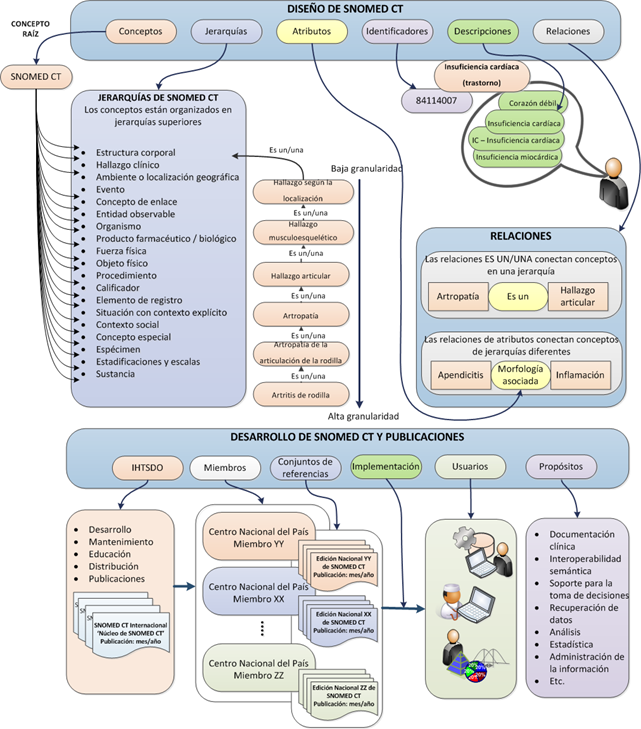 DISEÑO DE SNOMED CT
CONCEPTO
RAÍZ
Conceptos
Jerarquías
Atributos
Identificadores
Descripciones
Relaciones
SNOMED CT
JERARQUÍAS DE SNOMED CT
Los conceptos están organizados en
jerarquías superiores
Estructura corporal
Hallazgo clínico
Ambiente o localización geográfica
Evento
Concepto de enlace
Entidad observable
Organismo
Producto farmacéutico / biológico
Fuerza física
Objeto físico
Procedimiento
Calificador
Elemento de registro
Situación con contexto explícito
Contexto social
Concepto especial
Espécimen
Estadificaciones y escalas
Sustancia
Es un/una
Baja granularidad
Hallazgo según la
localización
Es un/una
Hallazgo
musculoesquelético
Es un/una
Hallazgo articular
Es un/una
Artropatía
Es un/una
Artropatía de la
articulación de la rodilla
Es un/una
Artritis de rodilla
Alta granularidad
Insuficiencia cardíaca
(trastorno)
84114007
Corazón débil
Insuficiencia cardíaca
IC – Insuficiencia cardíaca
Insuficiencia miocárdica
RELACIONES
Las relaciones ES UN/UNA conectan conceptos
en una jerarquía
Artropatía
Es un
Hallazgo
articular
Las relaciones de atributos conectan conceptos
de jerarquías diferentes
Apendicitis
Morfología
asociada
Inflamación
DESARROLLO DE SNOMED CT Y PUBLICACIONES
IHTSDO
Miembros
Conjuntos de
referencias
Implementación
Usuarios
Propósitos
Desarrollo
Mantenimiento
Educación
Distribución
Publicaciones
SNOMED CT Internacional
'Núcleo de SNOMED CT'
Publicación: mes/año
Centro Nacional del País
Miembro YY
Edición Nacional YY
de SNOMED CT
Publicación: mes/año
Centro Nacional del País
Miembro XX
Edición Nacional XX
de SNOMED CT
Publicación: mes/año
Centro Nacional del País
Miembro ZZ
Edición Nacional ZZ de
SNOMED CT
Publicación: mes/año
Documentación
clínica
Interoperabilidad
semántica
Soporte para la
toma de decisiones
Recuperación de
datos
Análisis
Estadística
Administración de
la información
Etc.